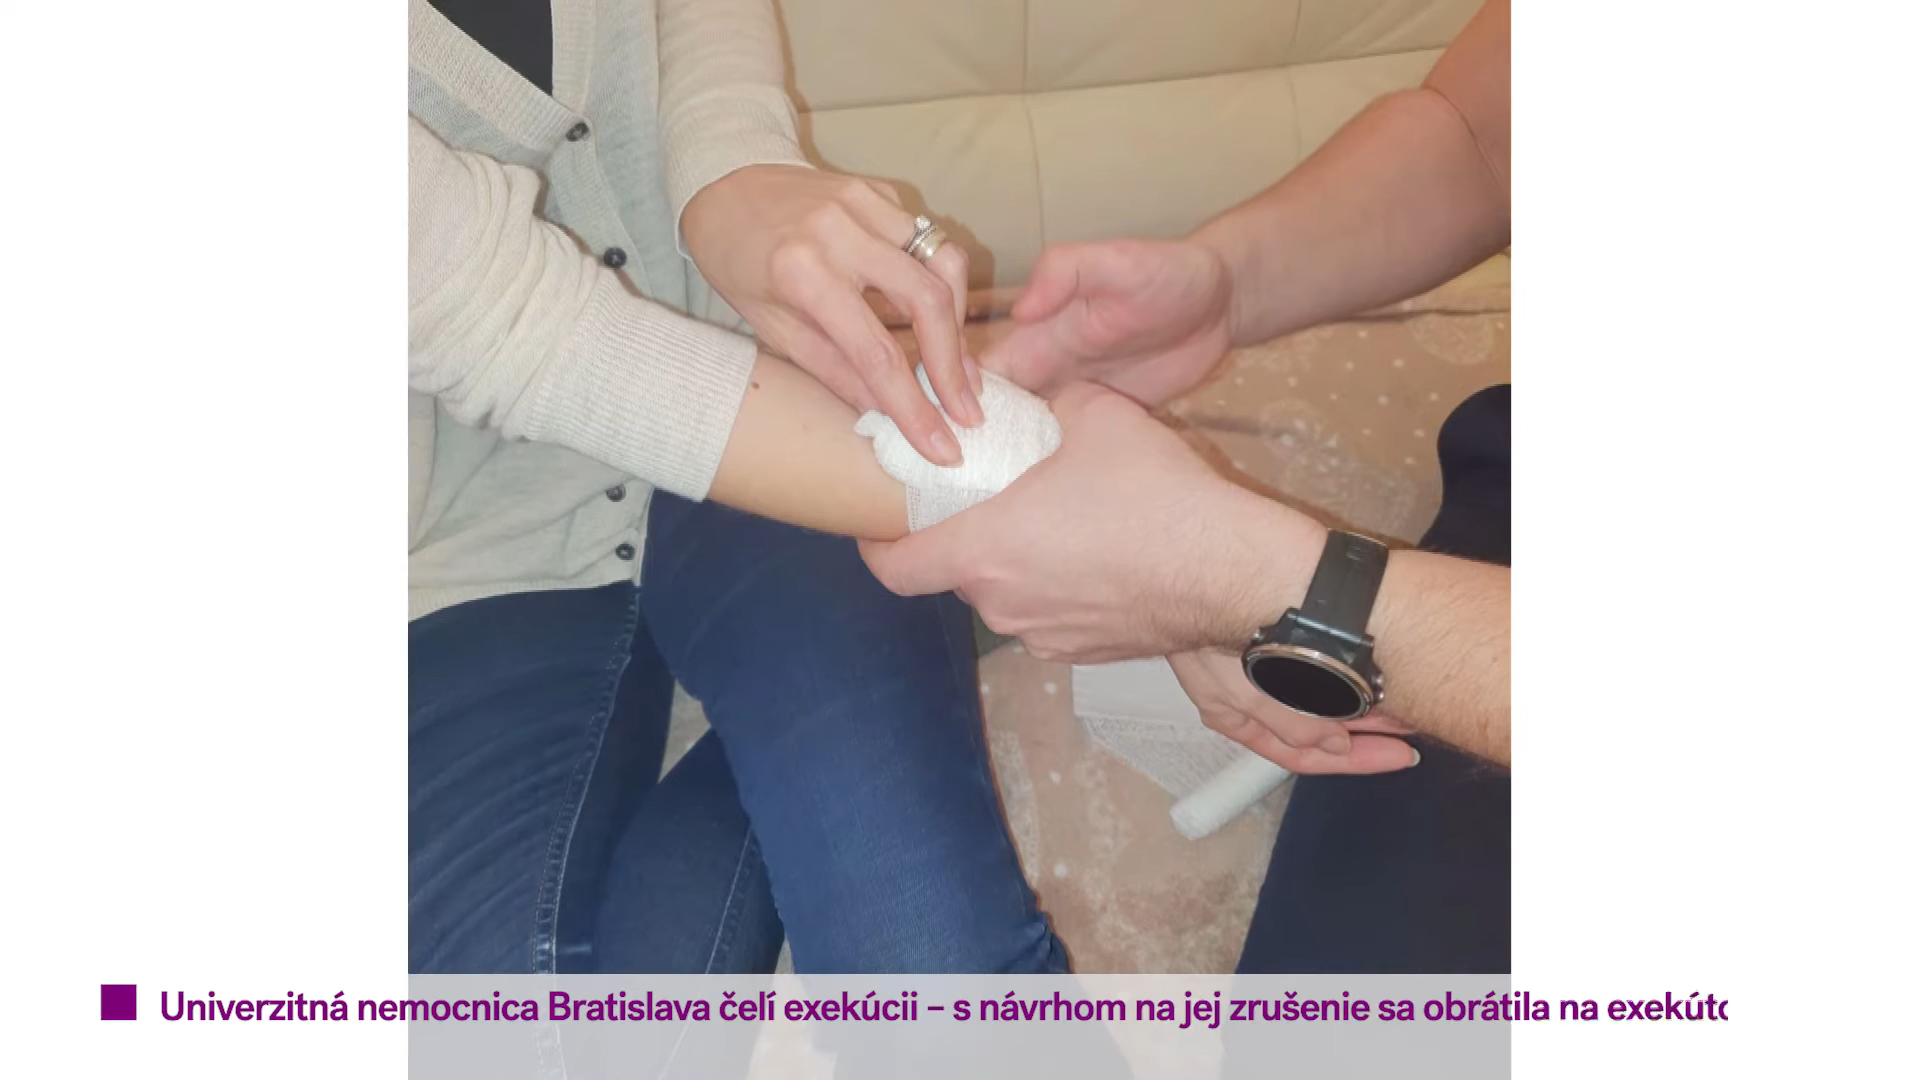 Univerzitná nemocnica Bratislava čelí exekúcii – s návrhom na jej zrušenie sa obrátila na